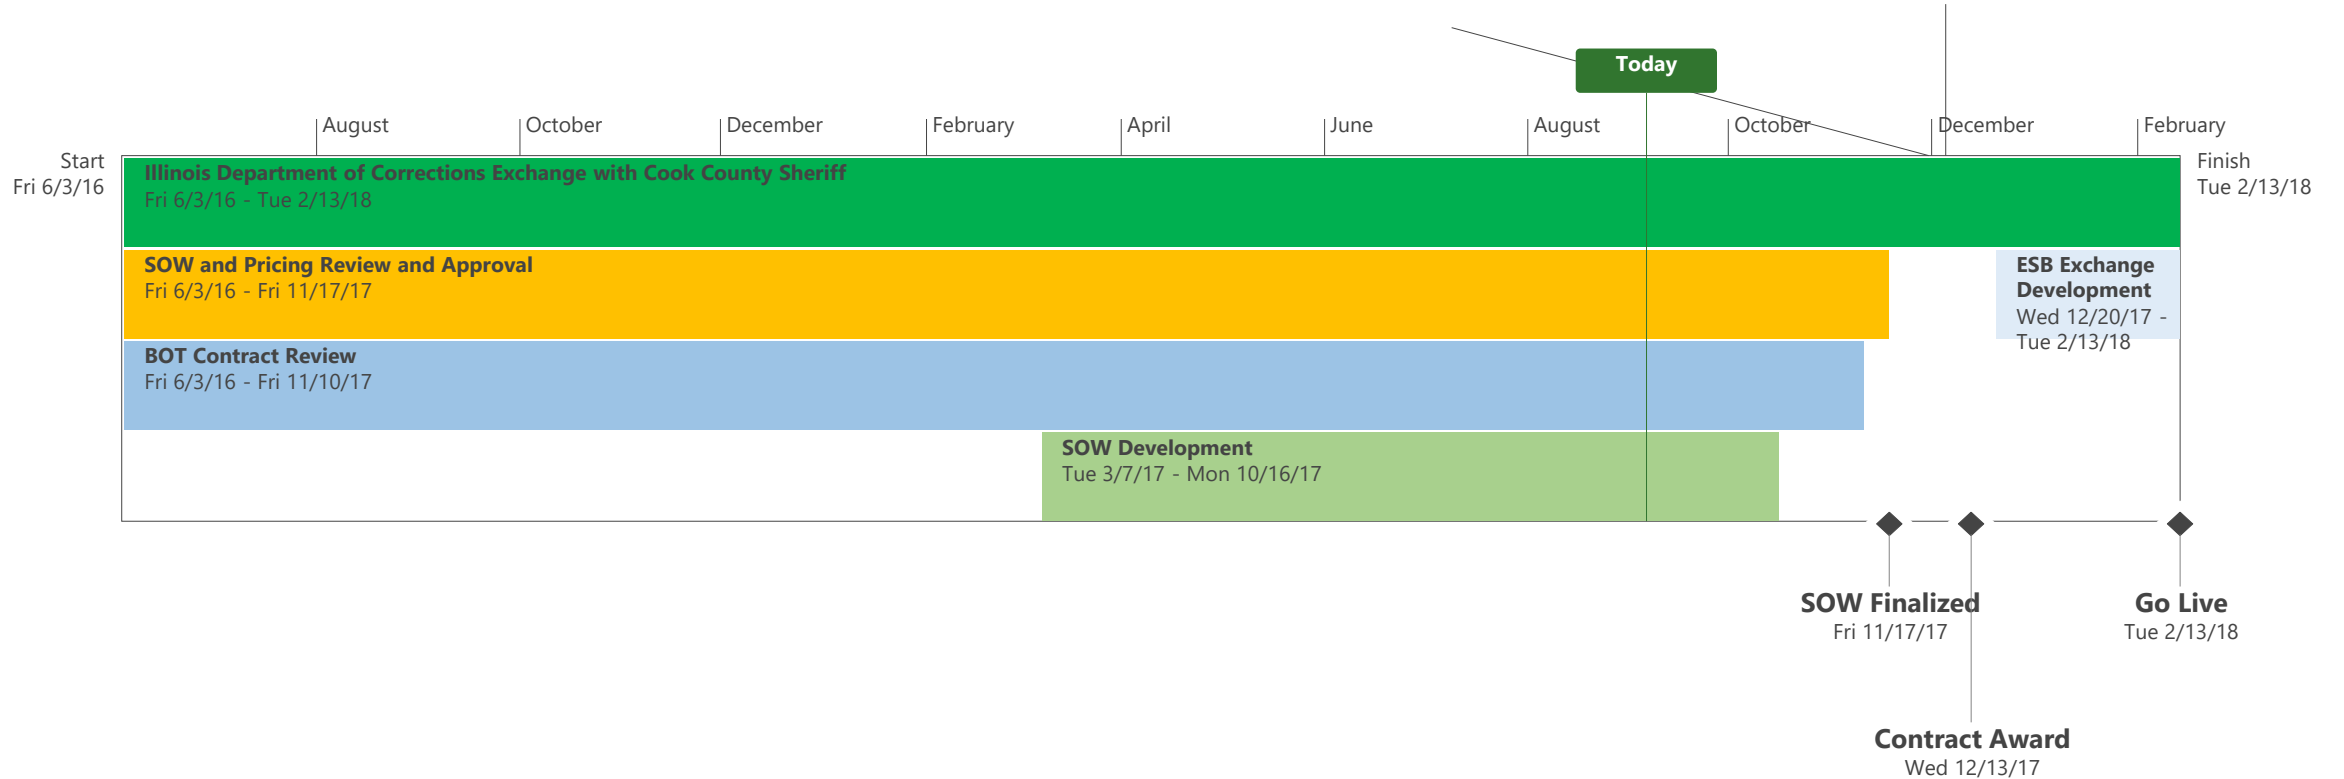 Today
August
October
December
February
April
June
August
October
December
February
Start
Fri 6/3/16
Finish
Tue 2/13/18
Illinois Department of Corrections Exchange with Cook County Sheriff
Fri 6/3/16 - Tue 2/13/18
SOW and Pricing Review and Approval
Fri 6/3/16 - Fri 11/17/17
ESB Exchange
Development
Wed 12/20/17 -
Tue 2/13/18
BOT Contract Review
Fri 6/3/16 - Fri 11/10/17
SOW Development
Tue 3/7/17 - Mon 10/16/17
SOW Finalized
Fri 11/17/17
Go Live
Tue 2/13/18
Contract Award
Wed 12/13/17